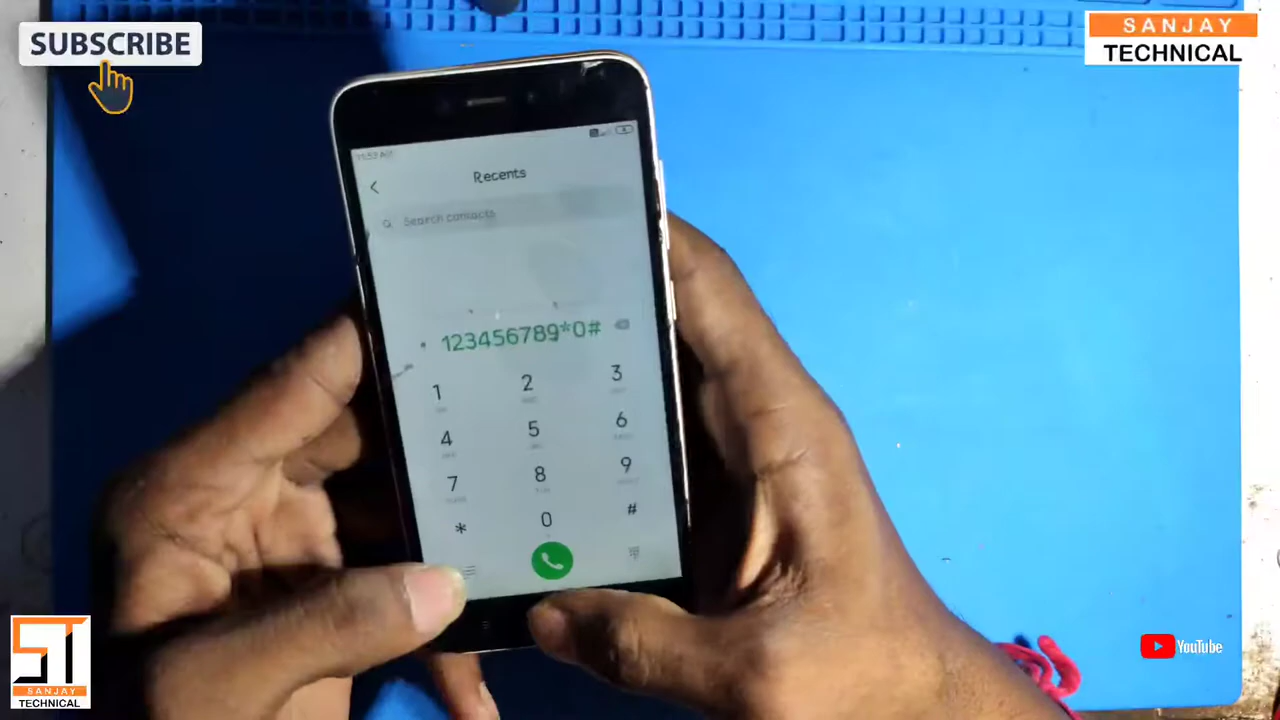 SUBSCRIBE
SANJAY
TECHNICAL
Recents
Search contacts
123456789*0#
1 2 3
4 5 6
7 8 9
* 0 #
ST
SANJAY
TECHNICAL
YouTube